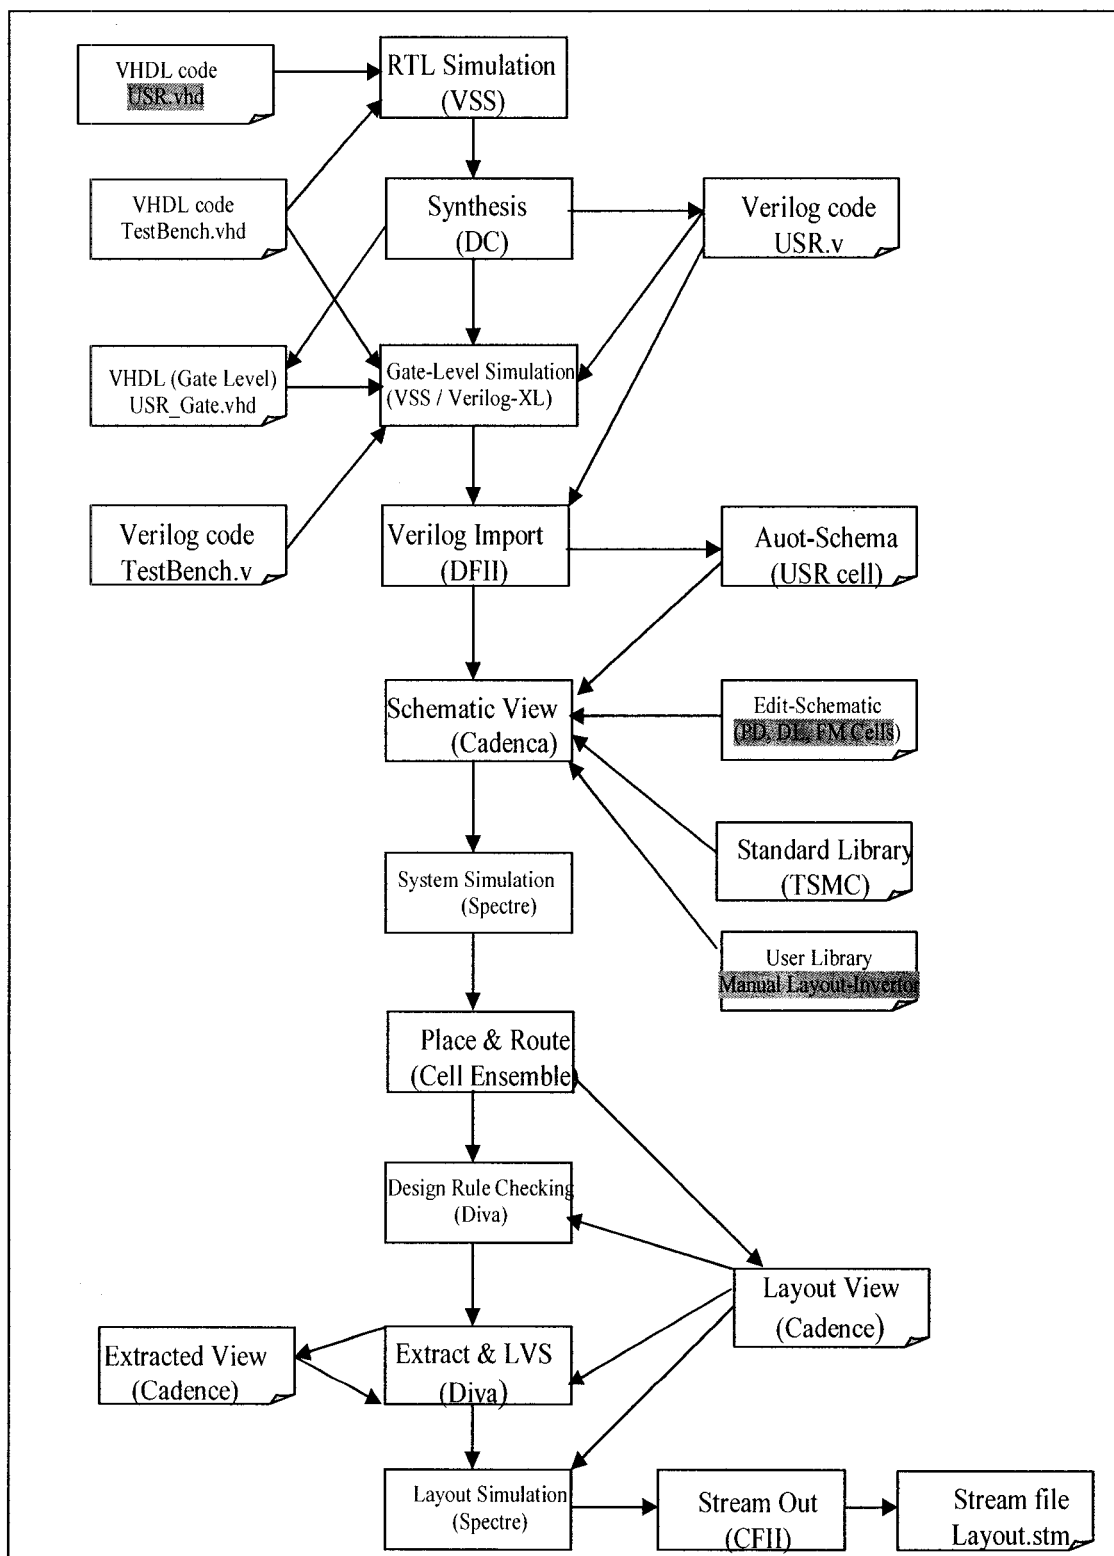 VHDL code
USR.vhd
RTL Simulation
(VSS)
VHDL code
TestBench.vhd
Synthesis
(DC)
Verilog code
USR.v
VHDL (Gate Level)
USR_Gate.vhd
Gate-Level Simulation
(VSS / Verilog-XL)
Verilog code
TestBench.v
Verilog Import
(DFII)
Auot-Schema
(USR cell)
Schematic View
(Cadenca)
Edit-Schematic
(PD, DL, FM Cells)
System Simulation
(Spectre)
Standard Library
(TSMC)
User Library
Manual Layout-Invertor
Place & Route
(Cell Ensemble)
Design Rule Checking
(Diva)
Layout View
(Cadence)
Extracted View
(Cadence)
Extract & LVS
(Diva)
Layout Simulation
(Spectre)
Stream Out
(CFII)
Stream file
Layout.stm